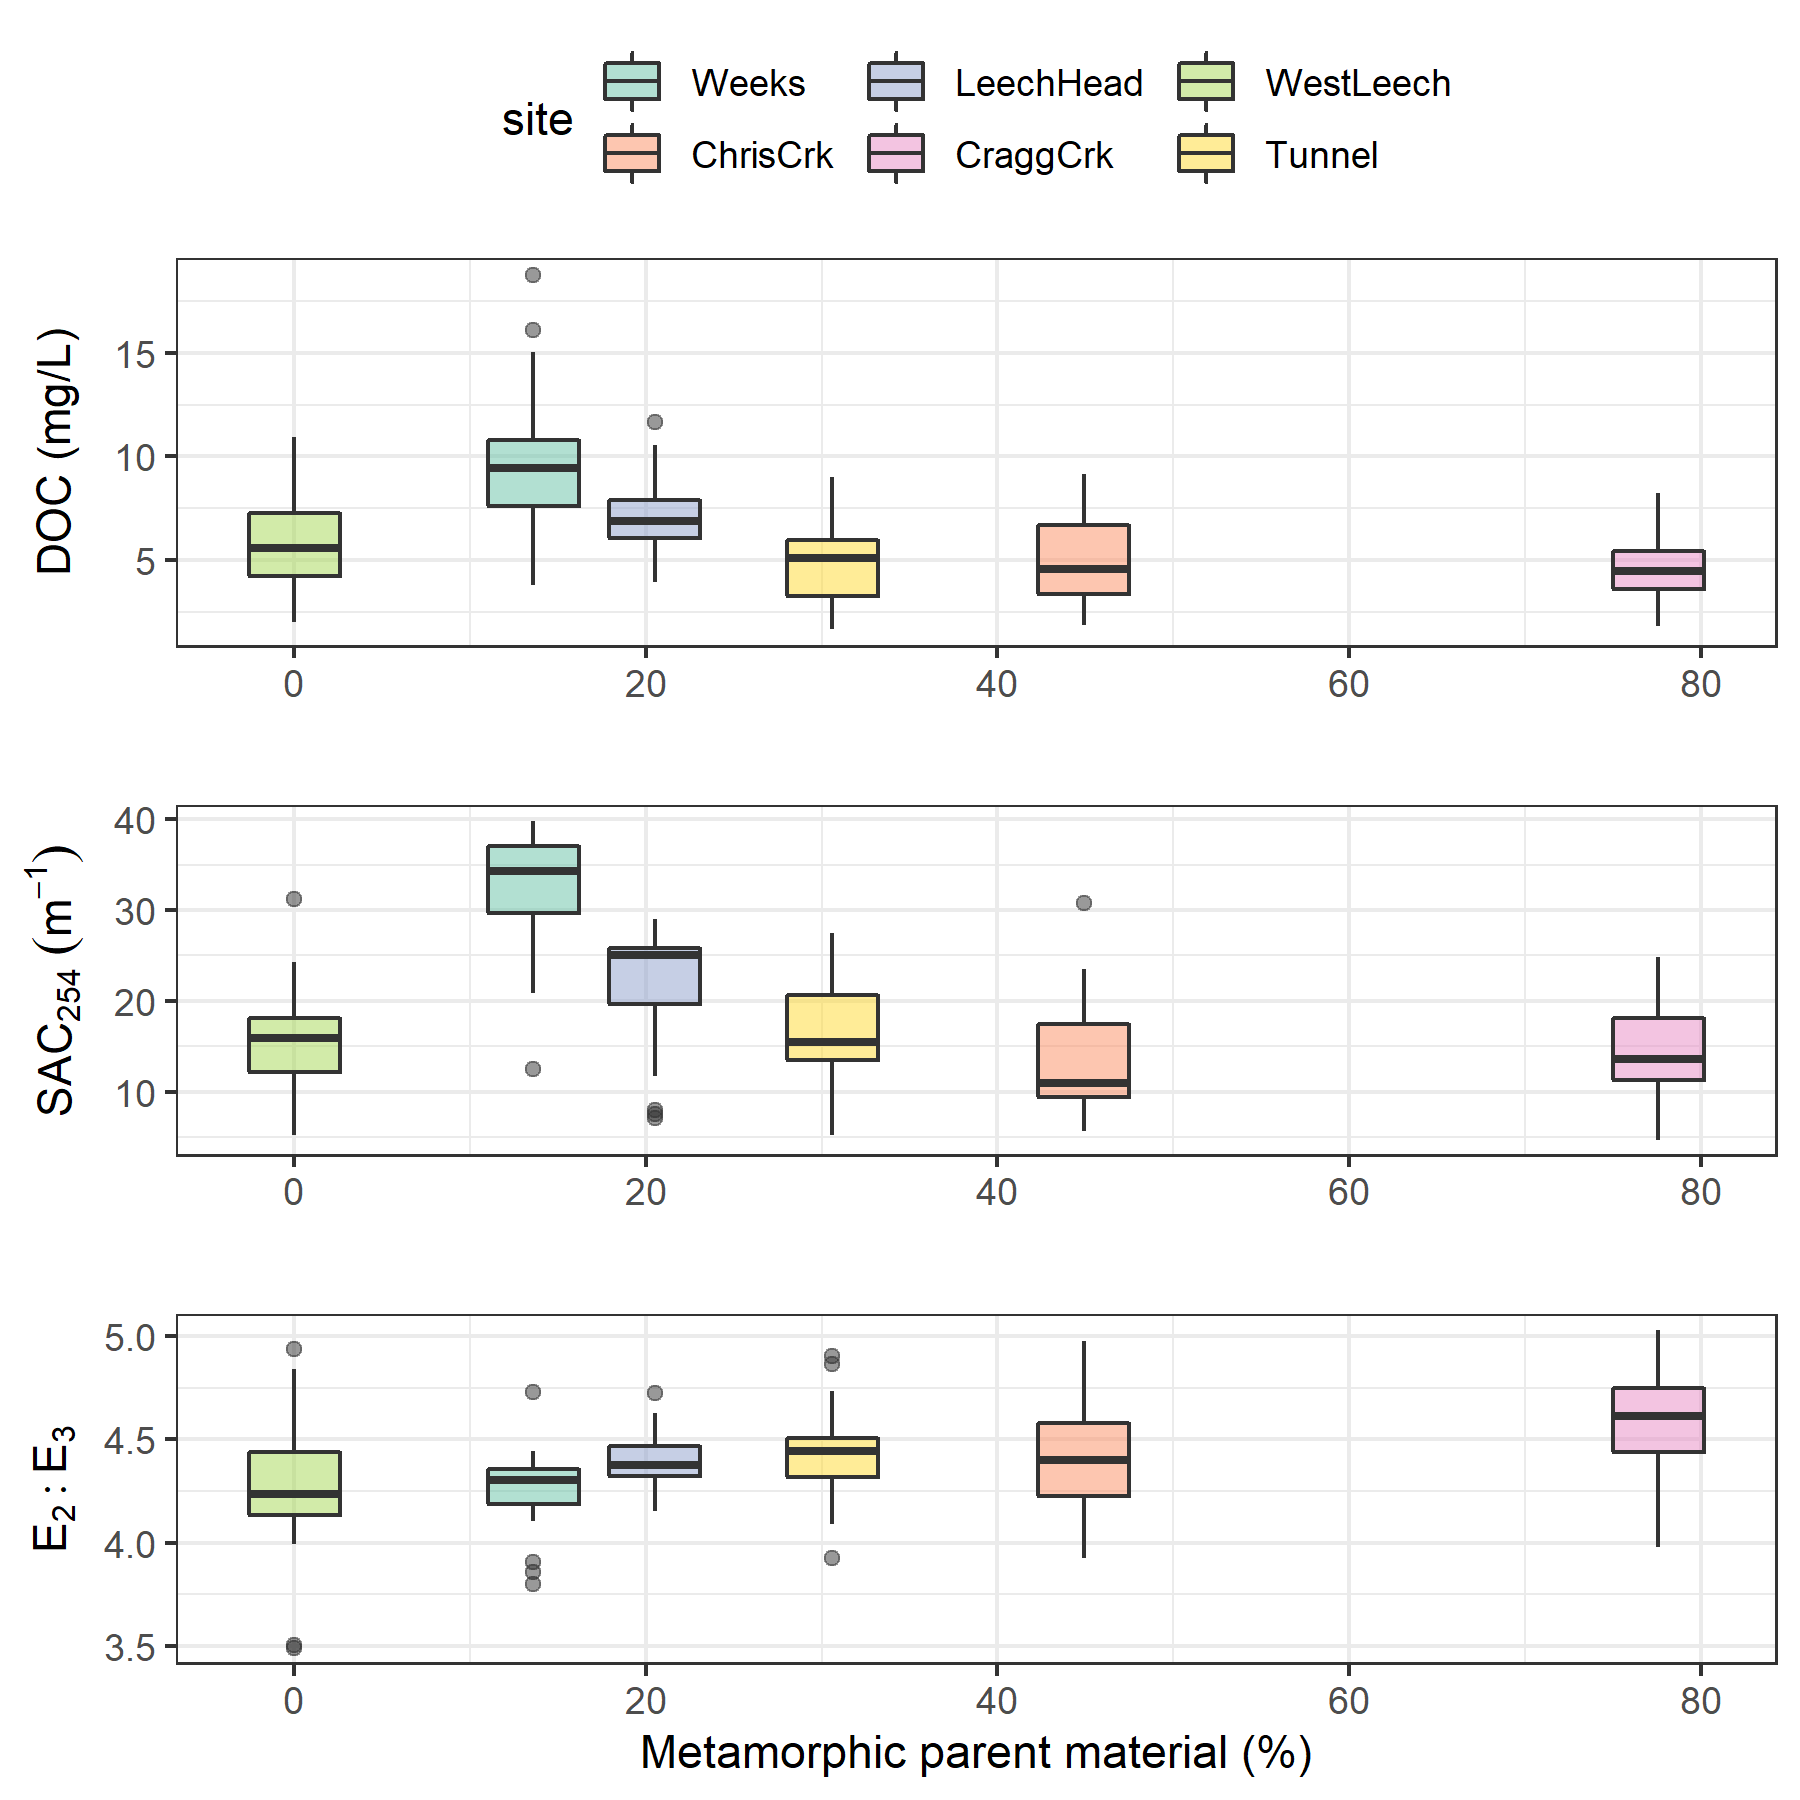 site
Weeks LeechHead WestLeech
ChrisCrk CraggCrk Tunnel
DOC (mg/L)
15
10
5
0 20 40 60 80
SAC₂₅₄ (m⁻¹)
40
30
20
10
0 20 40 60 80
E₂ : E₃
5.0
4.5
4.0
3.5
0 20 40 60 80
Metamorphic parent material (%)